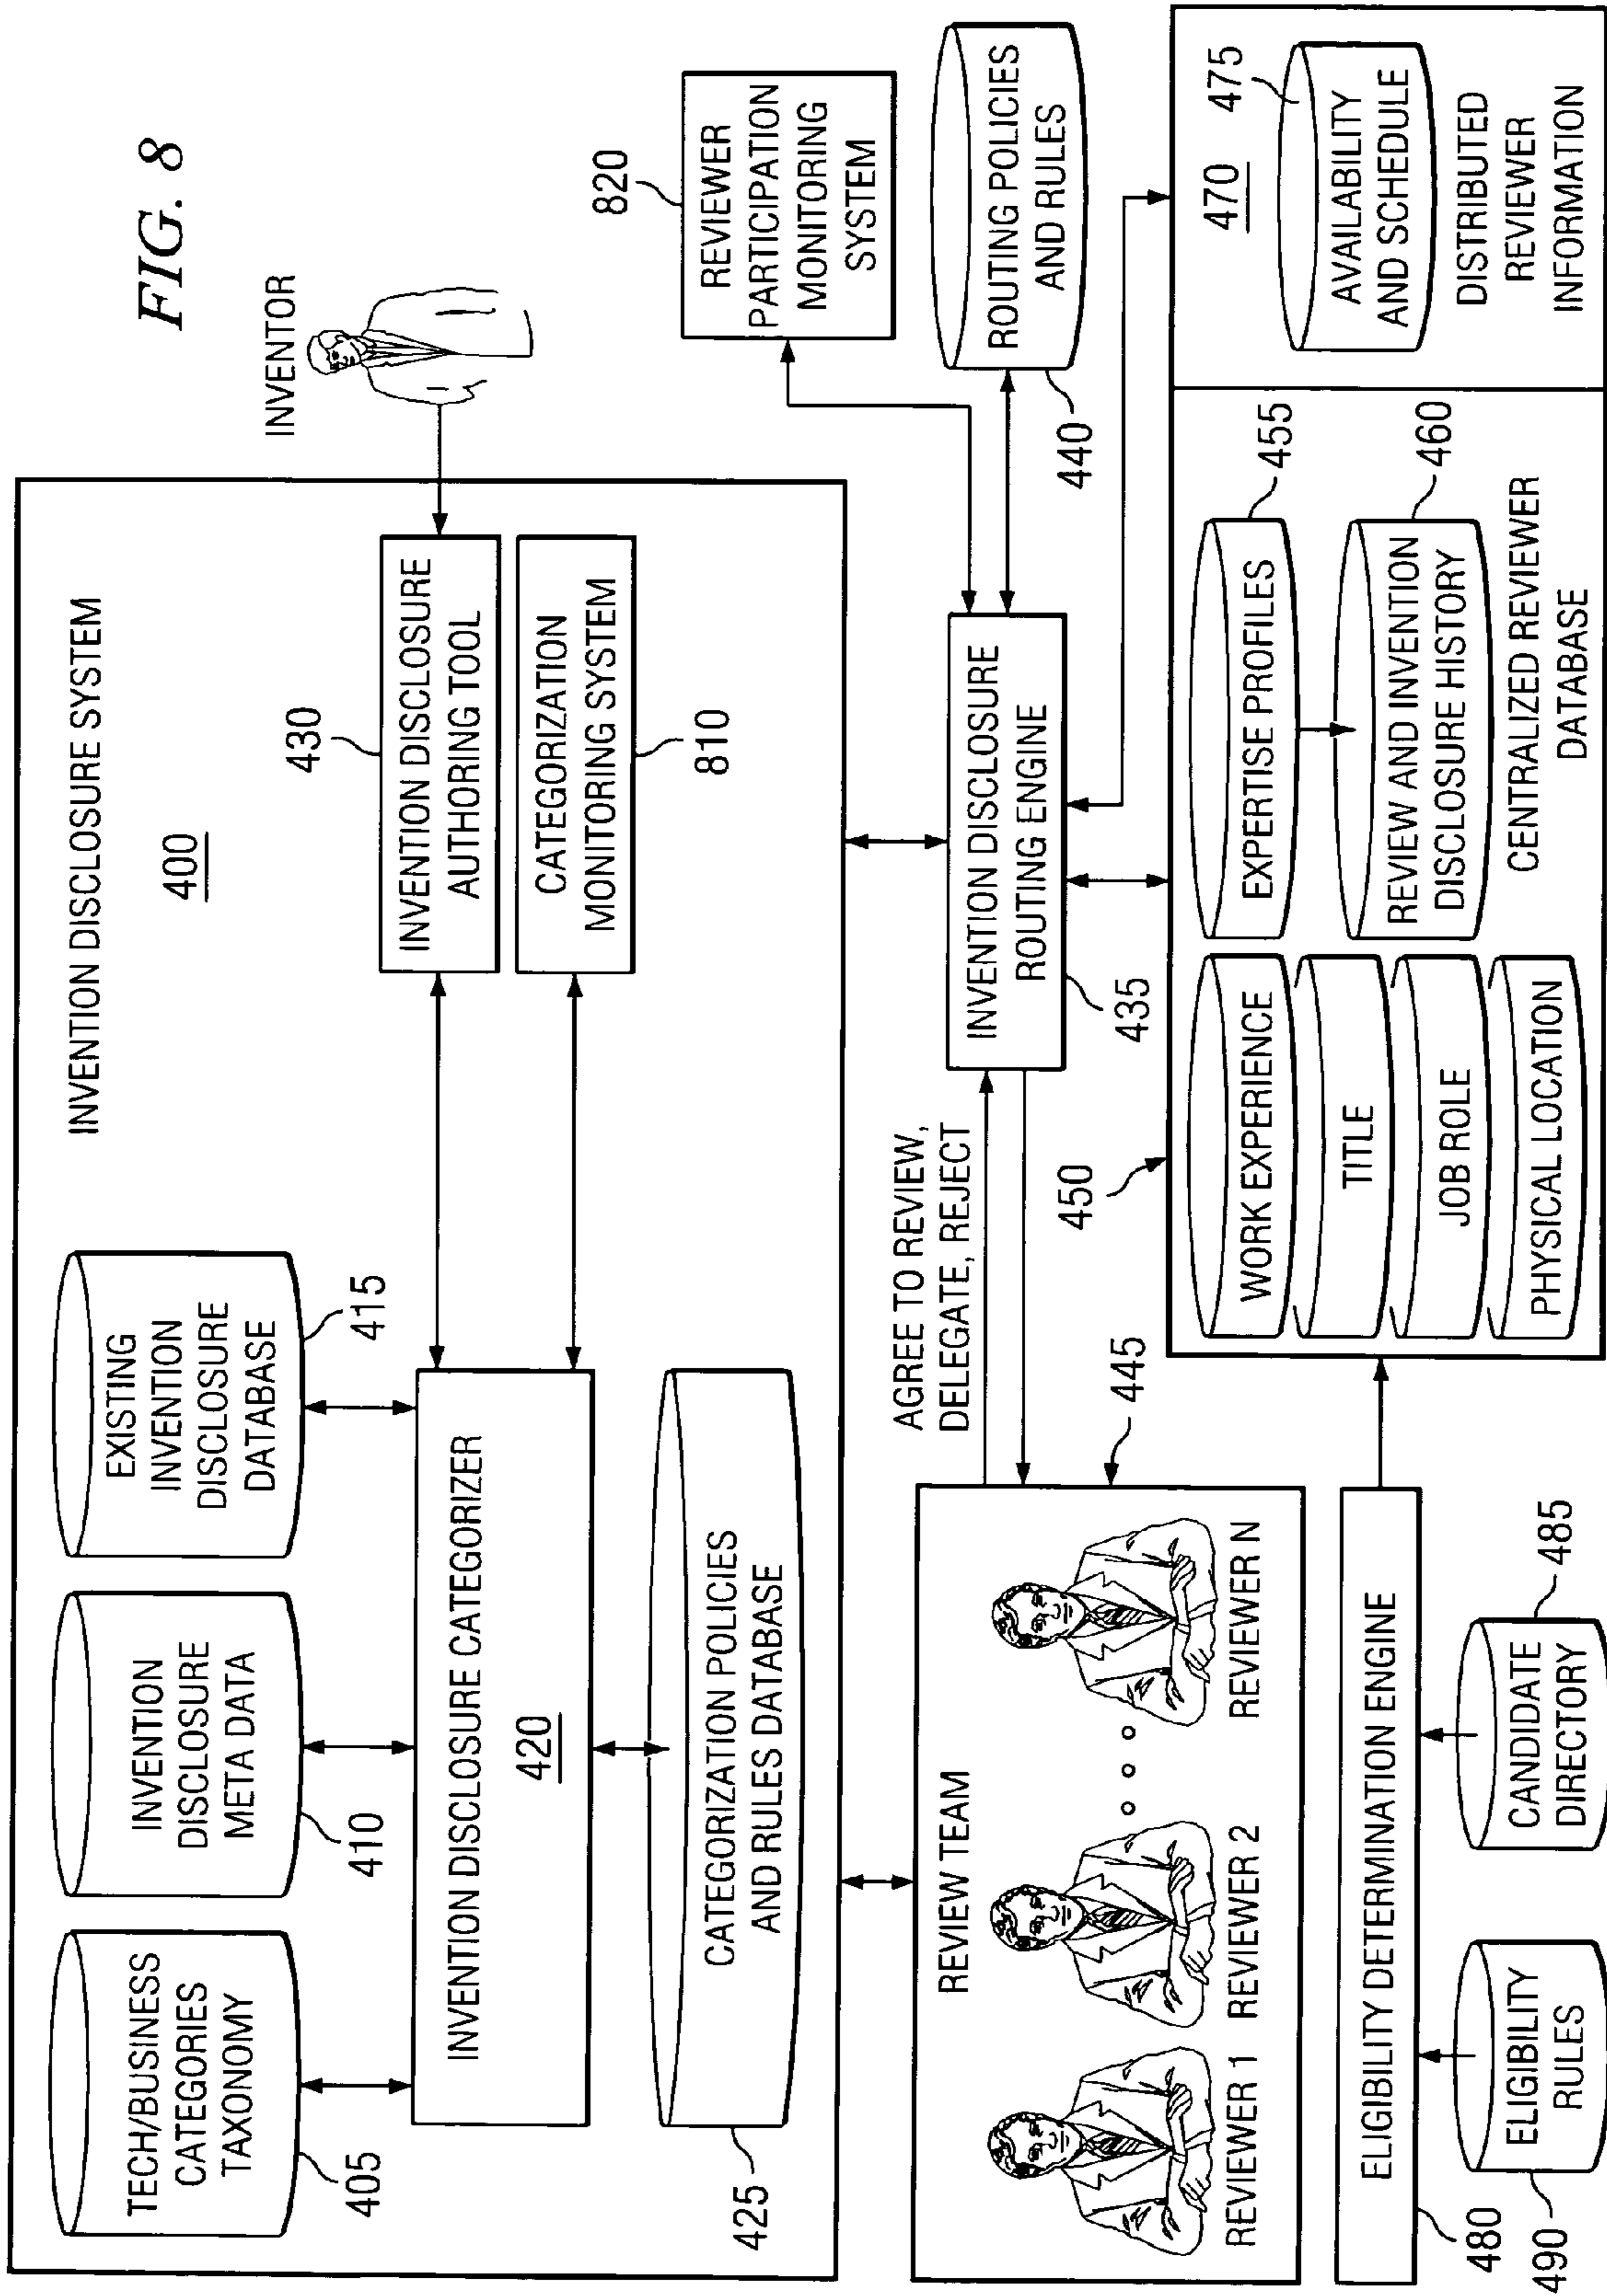 FIG. 8
INVENTION DISCLOSURE SYSTEM
400
INVENTOR
TECH/BUSINESS
CATEGORIES
TAXONOMY
405
INVENTION
DISCLOSURE
META DATA
410
EXISTING
INVENTION
DISCLOSURE
DATABASE
415
430
INVENTION DISCLOSURE
AUTHORING TOOL
INVENTION DISCLOSURE CATEGORIZER
420
CATEGORIZATION
MONITORING SYSTEM
810
CATEGORIZATION POLICIES
AND RULES DATABASE
425
820
REVIEWER
PARTICIPATION
MONITORING
SYSTEM
AGREE TO REVIEW,
DELEGATE, REJECT
INVENTION DISCLOSURE
ROUTING ENGINE
435
ROUTING POLICIES
AND RULES
440
REVIEW TEAM
445
REVIEWER 1
REVIEWER 2
REVIEWER N
450
WORK EXPERIENCE
TITLE
JOB ROLE
PHYSICAL LOCATION
EXPERTISE PROFILES
455
REVIEW AND INVENTION
DISCLOSURE HISTORY
460
CENTRALIZED REVIEWER
DATABASE
470
475
AVAILABILITY
AND SCHEDULE
DISTRIBUTED
REVIEWER
INFORMATION
ELIGIBILITY DETERMINATION ENGINE
480
ELIGIBILITY
RULES
490
CANDIDATE
DIRECTORY
485